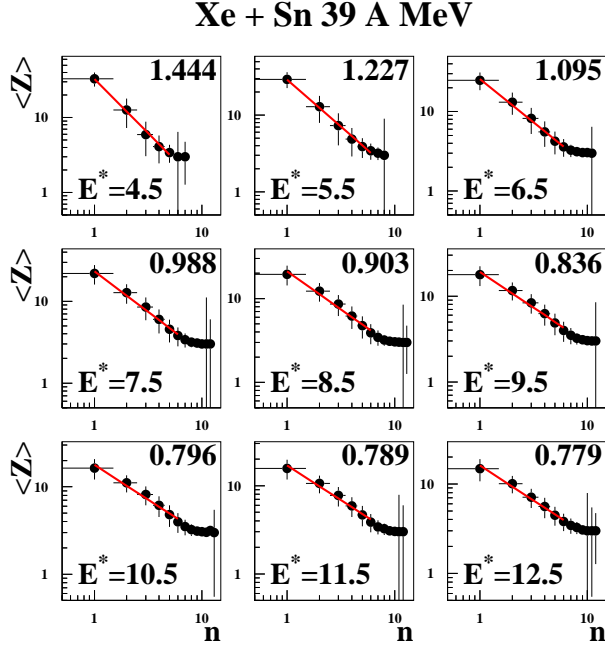 Xe + Sn 39 A MeV
<Z>
10
1
1.444
E*=4.5
1 10
10
1
1.227
E*=5.5
1 10
10
1
1.095
E*=6.5
1 10
<Z>
10
1
0.988
E*=7.5
1 10
10
1
0.903
E*=8.5
1 10
10
1
0.836
E*=9.5
1 10
<Z>
10
1
0.796
E*=10.5
1 10
n
10
1
0.789
E*=11.5
1 10
n
10
1
0.779
E*=12.5
1 10
n